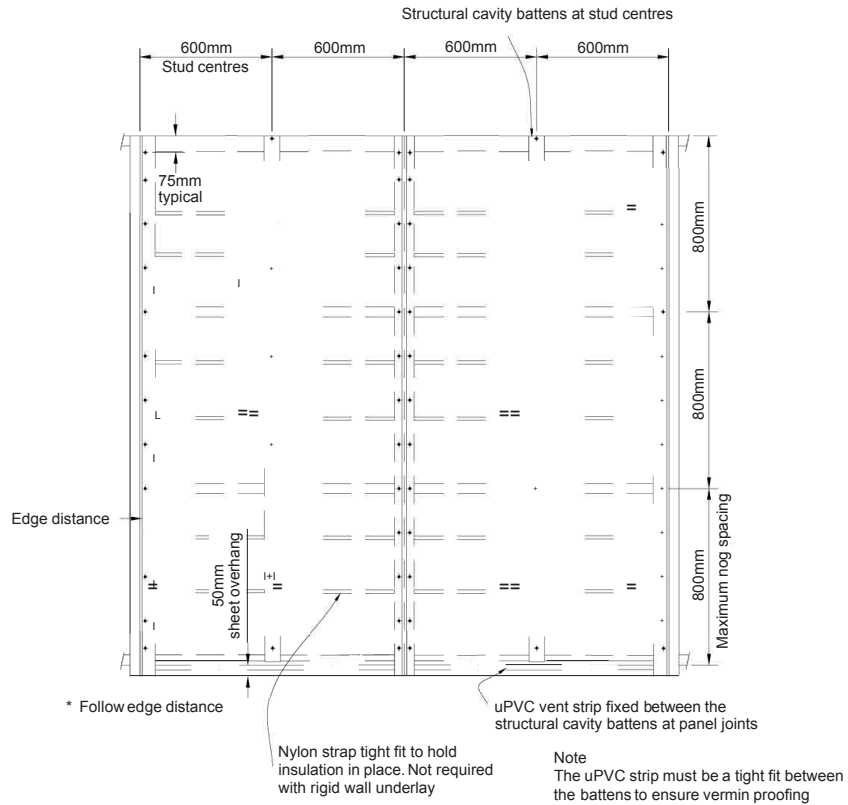 Structural cavity battens at stud centres
600mm 600mm 600mm 600mm
Stud centres
75mm
typical
800mm
800mm
800mm
Maximum nog spacing
Edge distance
50mm
sheet overhang
* Follow edge distance
uPVC vent strip fixed between the
structural cavity battens at panel joints
Nylon strap tight fit to hold
insulation in place. Not required
with rigid wall underlay
Note
The uPVC strip must be a tight fit between
the battens to ensure vermin proofing